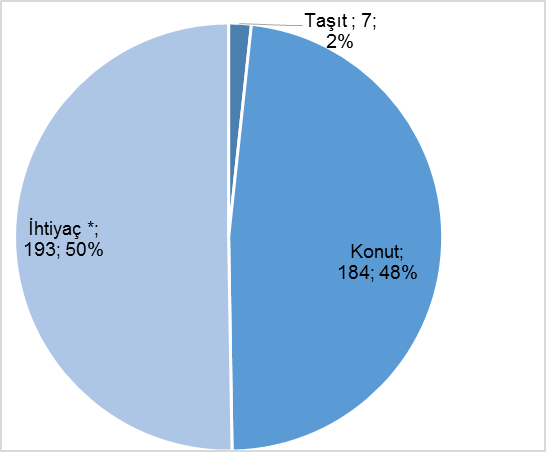 Taşıt ; 7;
2%
İhtiyaç *;
193; 50%
Konut;
184; 48%